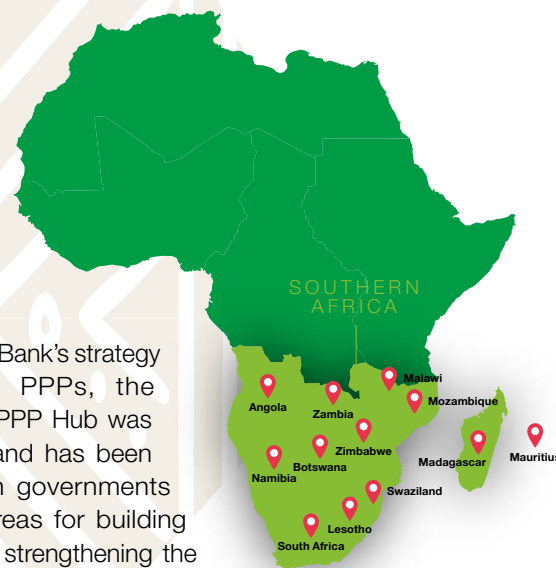 SOUTHERN
AFRICA
Bank's strategy
PPPs, the
PPP Hub was
and has been
governments
reas for building
strengthening the
Malawi
Angola
Zambia
Mozambique
Zimbabwe
Botswana
Namibia
Madagascar
Mauritius
Swaziland
Lesotho
South Africa